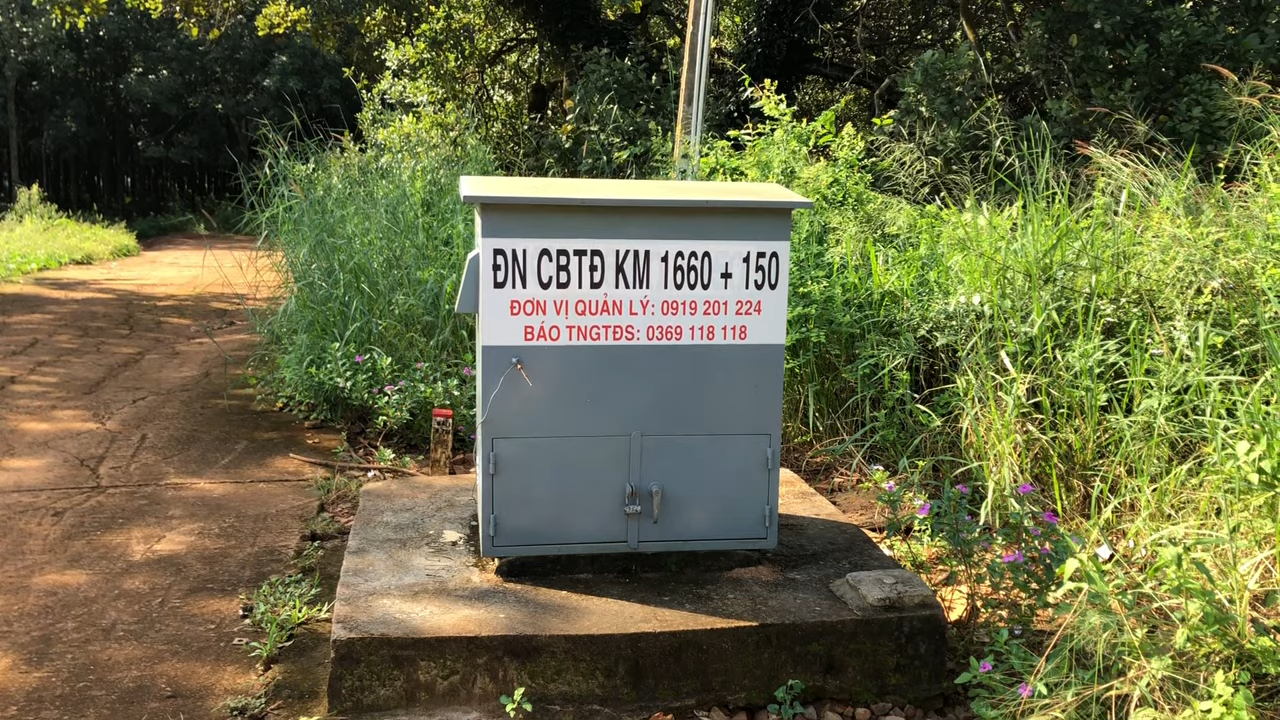 ĐN CBTĐ KM 1660 + 150
ĐƠN VỊ QUẢN LÝ: 0919 201 224
BÁO TNGTĐS: 0369 118 118